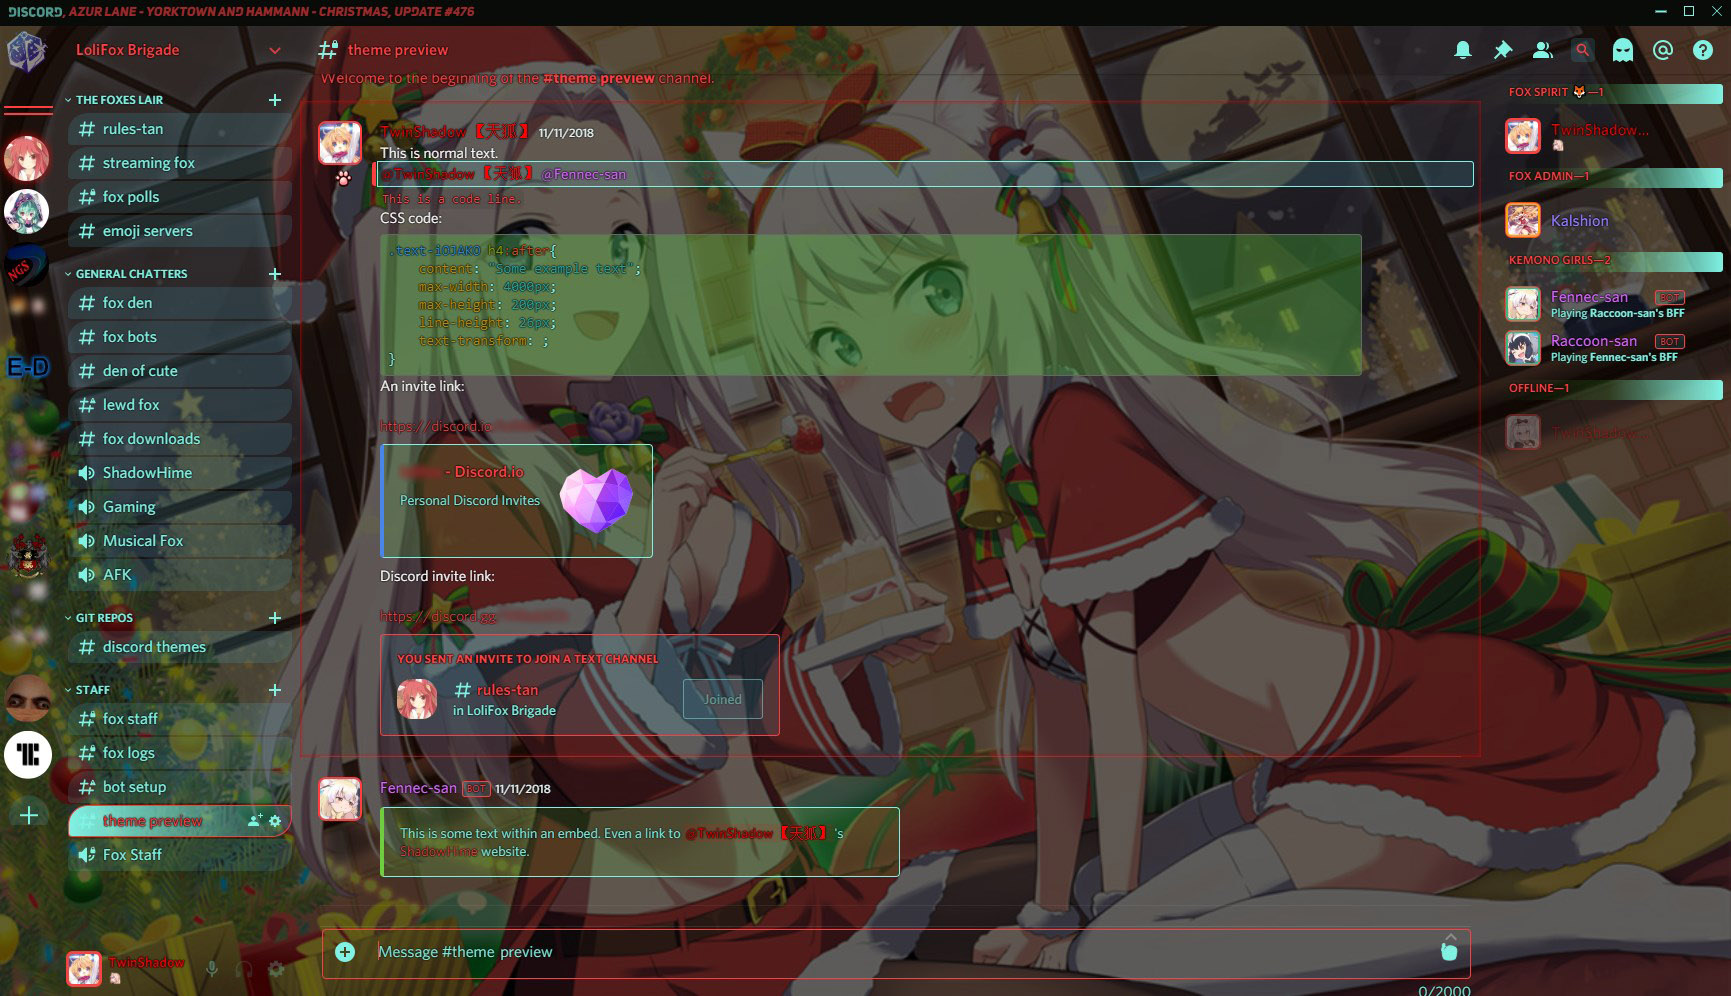 DISCORD, AZUR LANE - YORKTOWN AND HAMMANN - CHRISTMAS, UPDATE #476
LoliFox Brigade
THE FOXES LAIR
rules-tan
streaming fox
fox polls
emoji servers
GENERAL CHATTERS
fox den
fox bots
den of cute
lewd fox
fox downloads
ShadowHime
Gaming
Musical Fox
AFK
GIT REPOS
discord themes
STAFF
fox staff
fox logs
bot setup
theme preview
Fox Staff
TwinShadow
NGS
E-D
theme preview
Welcome to the beginning of the #theme preview channel.
TwinShadow【天狐】 11/11/2018
This is normal text.
@TwinShadow【天狐】 @Fennec-san
This is a code line.
CSS code:
.text-iOIAKO h4:after{
content: "Some example text";
max-width: 4000px;
max-height: 200px;
line-height: 26px;
text-transform: ;
}
An invite link:
https://discord.io
- Discord.io
Personal Discord Invites
Discord invite link:
https://discord.gg
YOU SENT AN INVITE TO JOIN A TEXT CHANNEL
# rules-tan
in LoliFox Brigade
Joined
Fennec-san BOT 11/11/2018
This is some text within an embed. Even a link to @TwinShadow【天狐】's
ShadowHime website.
Message #theme preview
0/2000
FOX SPIRIT 🦊—1
TwinShadow...
FOX ADMIN—1
Kalshion
KEMONO GIRLS—2
Fennec-san BOT
Playing Raccoon-san's BFF
Raccoon-san BOT
Playing Fennec-san's BFF
OFFLINE—1
TwinShadow...